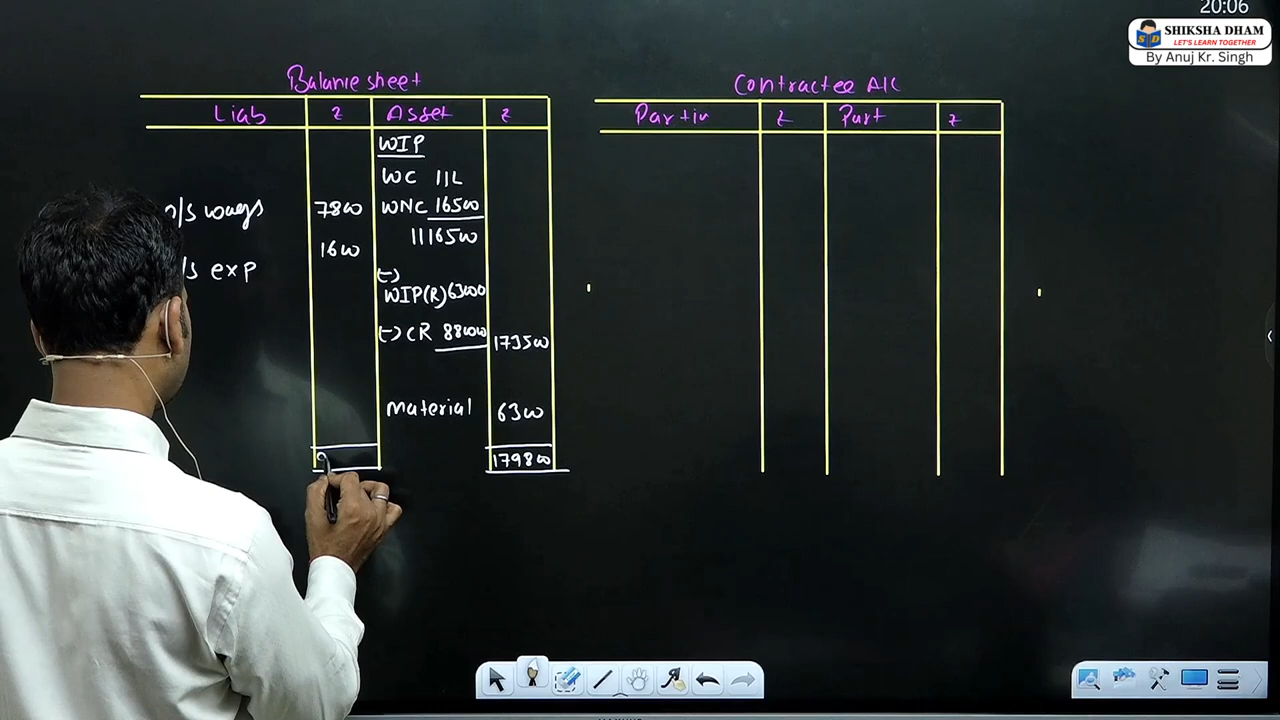 20:06
SHIKSHA DHAM
LET'S LEARN TOGETHER
By Anuj Kr. Singh
Balance sheet
Liab ₹ Asset ₹
WIP
WC 11L
o/s wages 7800 WNC 16500
1116500
/s exp 1600
(-)
WIP(R) 63000
(-) CR 880000 173500
Material 6300
179800
Contractee A/C
Partiu ₹ Part ₹